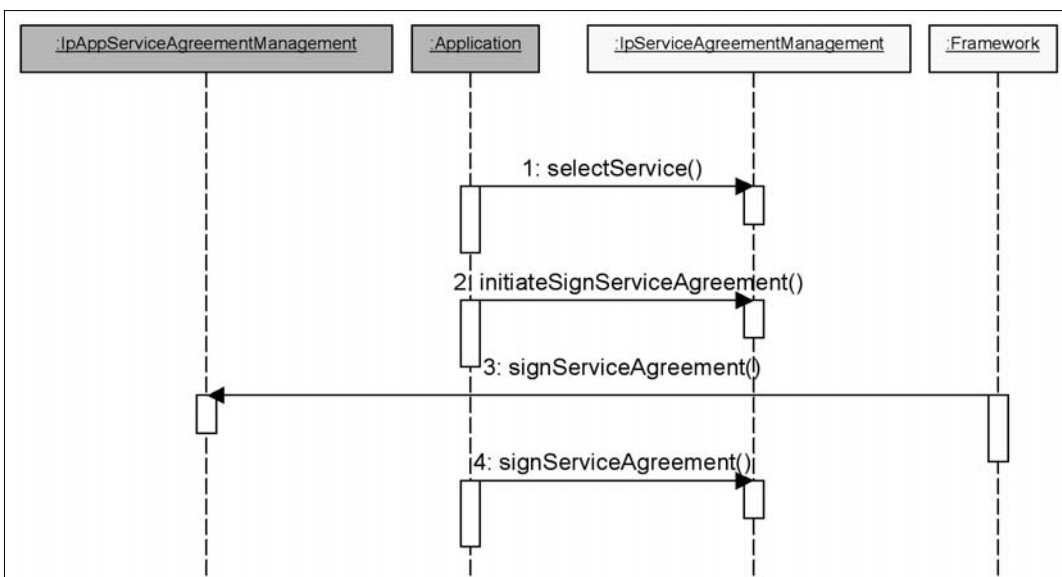 :IpAppServiceAgreementManagement
:Application
:IpServiceAgreementManagement
:Framework
1: selectService()
2: initiateSignServiceAgreement()
3: signServiceAgreement()
4: signServiceAgreement()